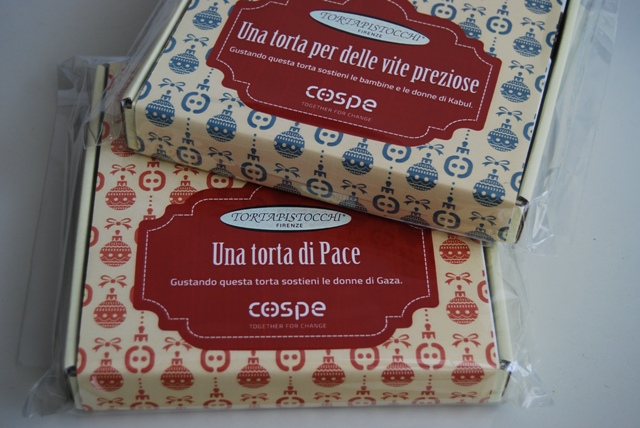 TORTAPISTOCCHI®
FIRENZE
Una torta per delle vite preziose
Gustando questa torta sostieni le bambine e le donne di Kabul.
cospe
TOGETHER FOR CHANGE
TORTAPISTOCCHI®
FIRENZE
Una torta di Pace
Gustando questa torta sostieni le donne di Gaza.
cospe
TOGETHER FOR CHANGE